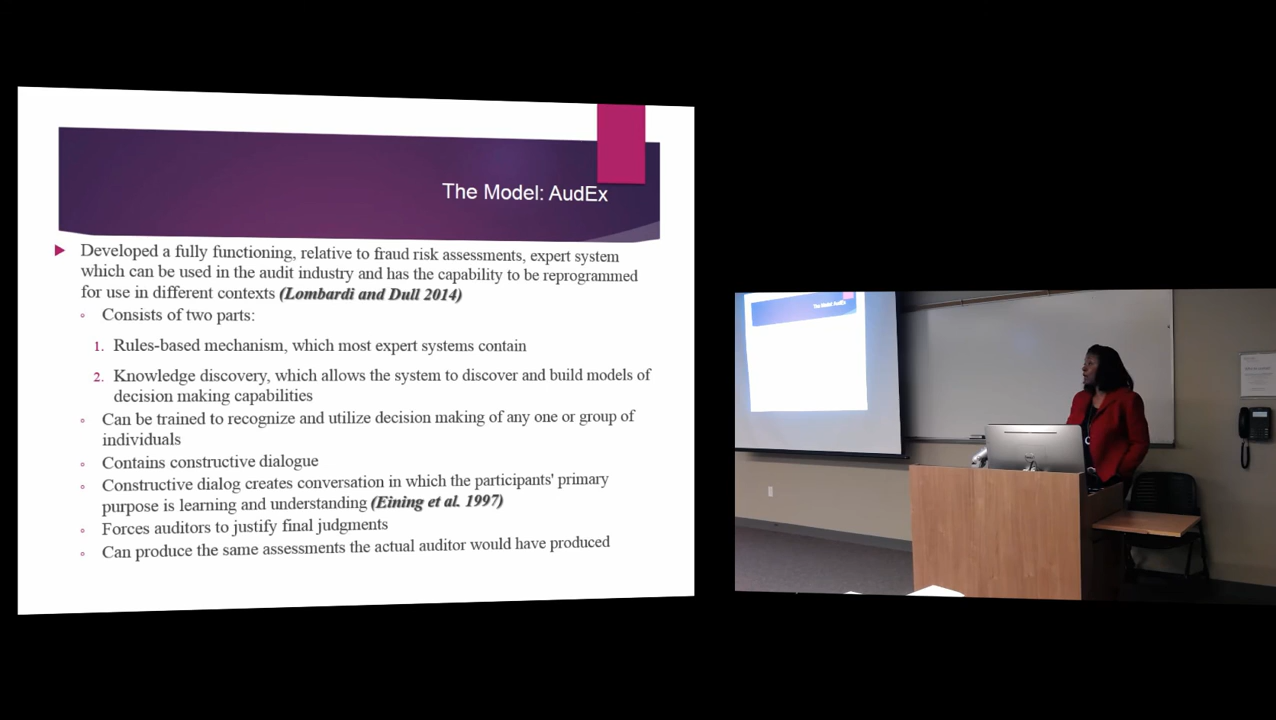 The Model: AudEx
Developed a fully functioning, relative to fraud risk assessments, expert system
which can be used in the audit industry and has the capability to be reprogrammed
for use in different contexts (Lombardi and Dull 2014)
Consists of two parts:
1. Rules-based mechanism, which most expert systems contain
2. Knowledge discovery, which allows the system to discover and build models of
decision making capabilities
Can be trained to recognize and utilize decision making of any one or group of
individuals
Contains constructive dialogue
Constructive dialog creates conversation in which the participants' primary
purpose is learning and understanding (Eining et al. 1997)
Forces auditors to justify final judgments
Can produce the same assessments the actual auditor would have produced
The Model: AudEx